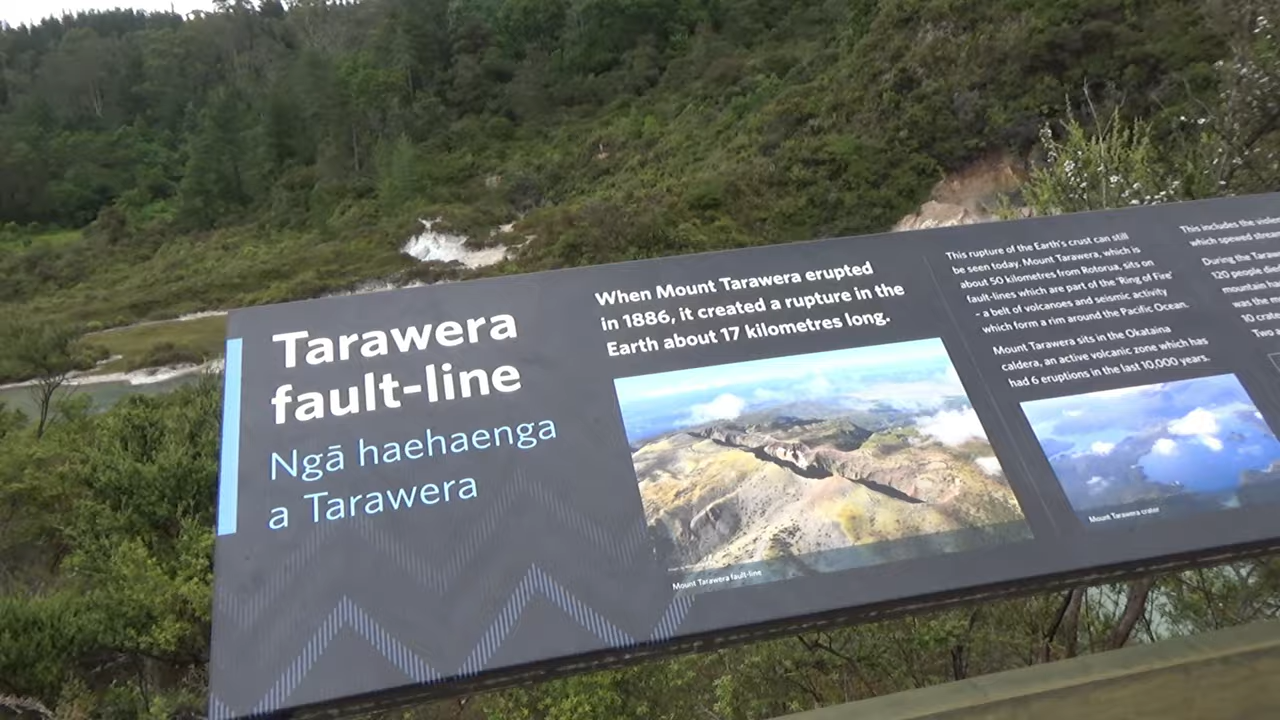 Tarawera
fault-line
Ngā haehaenga
a Tarawera
When Mount Tarawera erupted
in 1886, it created a rupture in the
Earth about 17 kilometres long.
Mount Tarawera fault-line
This rupture of the Earth's crust can still
be seen today. Mount Tarawera, which is
about 50 kilometres from Rotorua, sits on
fault-lines which are part of the 'Ring of Fire'
- a belt of volcanoes and seismic activity
which form a rim around the Pacific Ocean.
Mount Tarawera sits in the Okataina
caldera, an active volcanic zone which has
had 6 eruptions in the last 10,000 years.
Mount Tarawera crater
This includes the
which spewed
During the
120 people
mountain
was the
10
Two